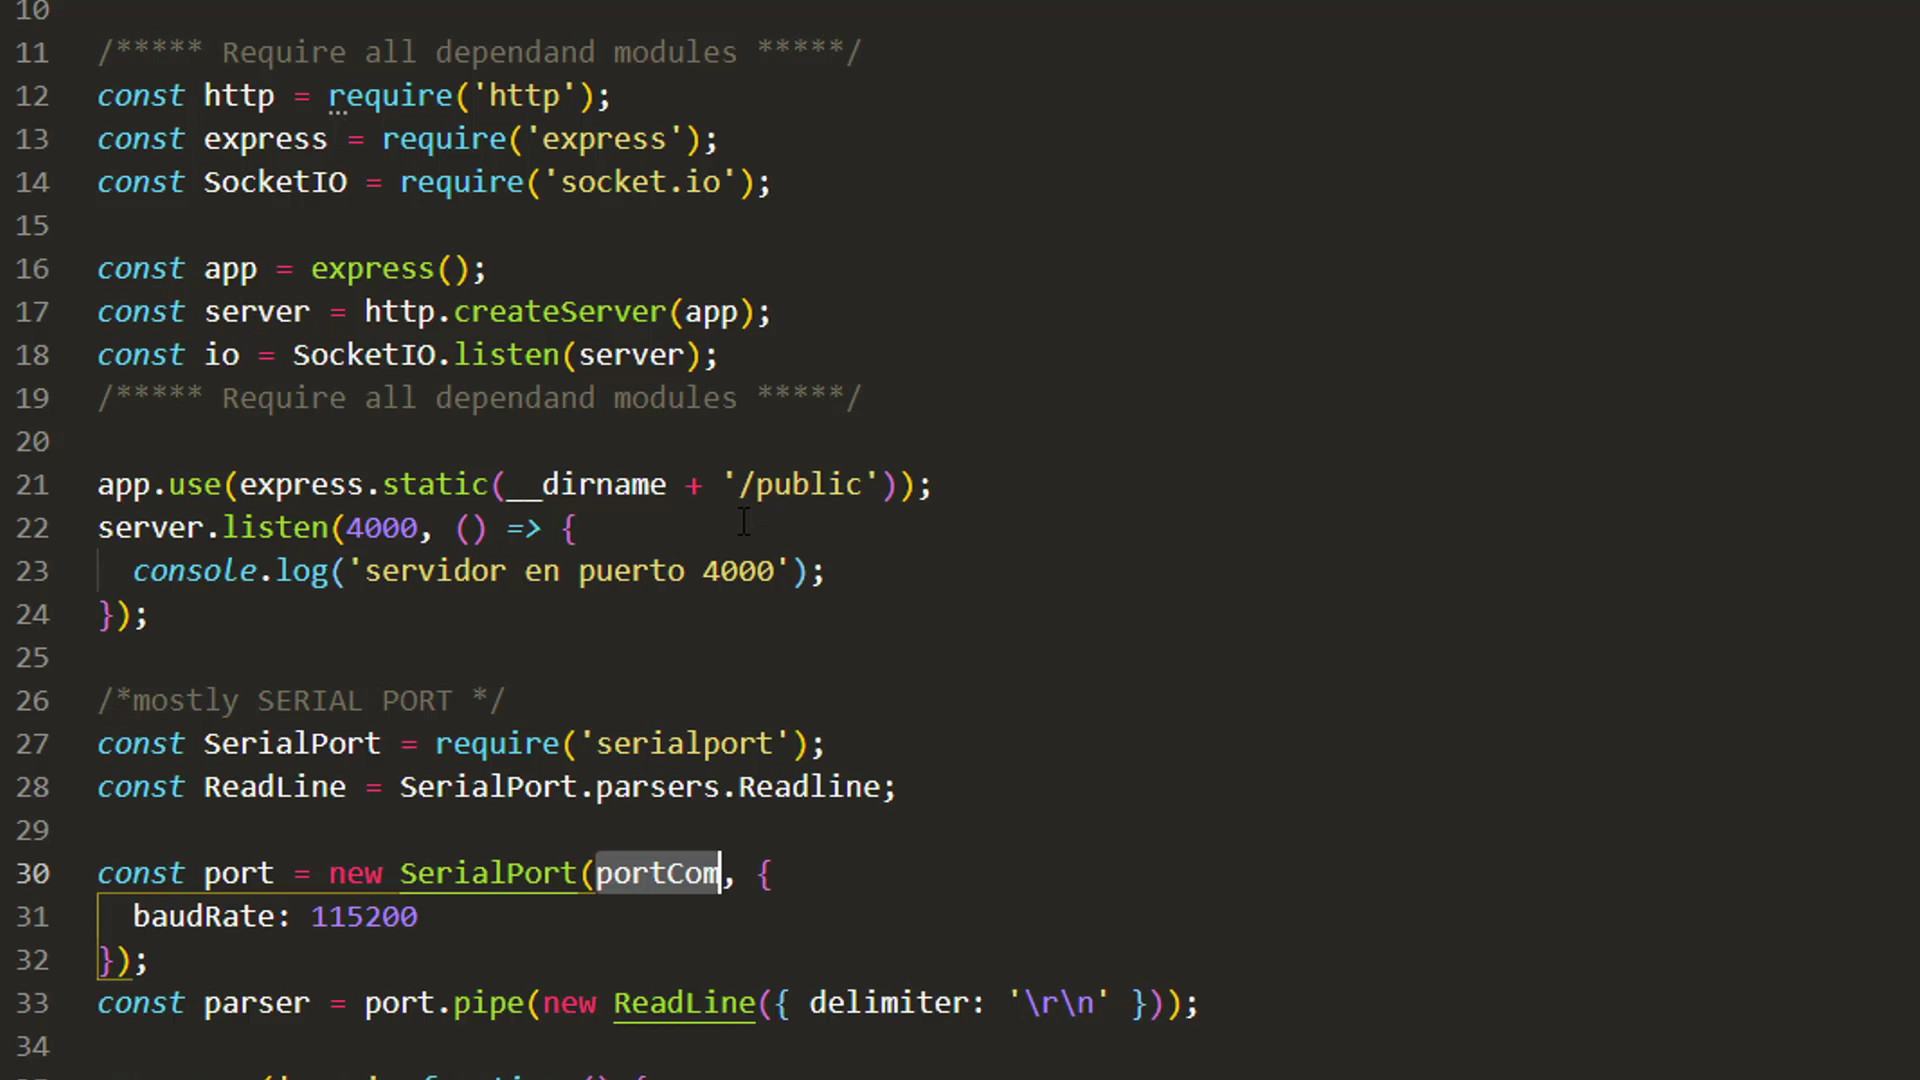 10
11 /***** Require all dependand modules *****/
12 const http = require('http');
13 const express = require('express');
14 const SocketIO = require('socket.io');
15
16 const app = express();
17 const server = http.createServer(app);
18 const io = SocketIO.listen(server);
19 /***** Require all dependand modules *****/
20
21 app.use(express.static(__dirname + '/public'));
22 server.listen(4000, () => {
23 console.log('servidor en puerto 4000');
24 });
25
26 /*mostly SERIAL PORT */
27 const SerialPort = require('serialport');
28 const ReadLine = SerialPort.parsers.Readline;
29
30 const port = new SerialPort(portCom, {
31 baudRate: 115200
32 });
33 const parser = port.pipe(new ReadLine({ delimiter: '\r\n' }));
34